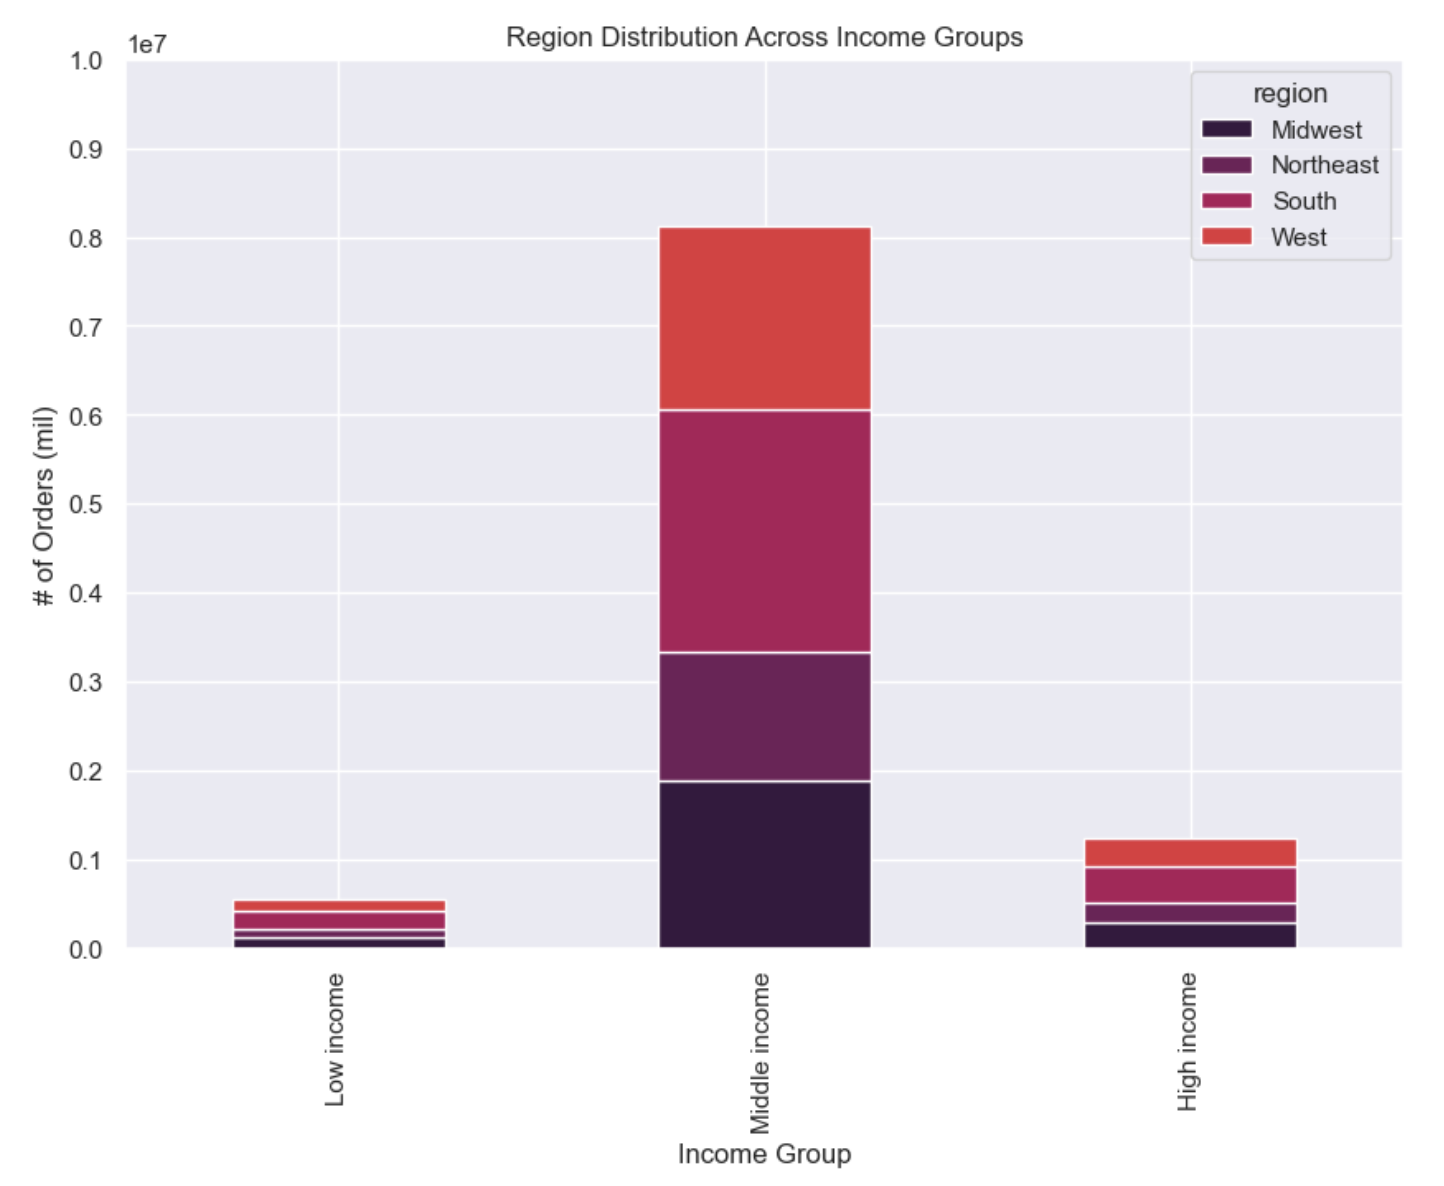 Region Distribution Across Income Groups
1e7
1.0
0.9
0.8
0.7
0.6
0.5
0.4
0.3
0.2
0.1
0.0
# of Orders (mil)
region
Midwest
Northeast
South
West
Low income
Middle income
High income
Income Group